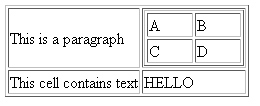 This is a paragraph
A B
C D
This cell contains text HELLO